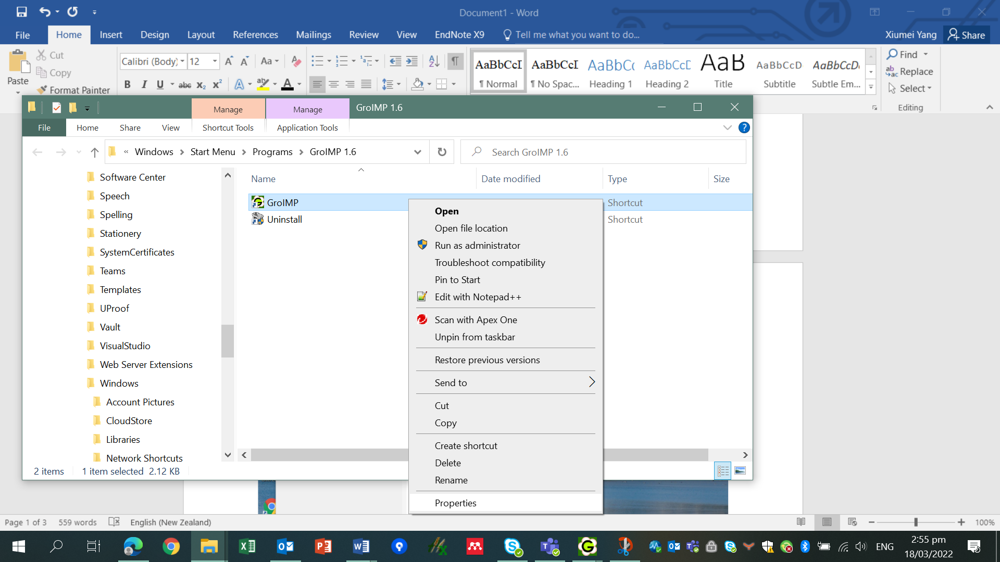 Document1 - Word
File Home Insert Design Layout References Mailings Review View EndNote X9 Tell me what you want to do... Xiumei Yang Share
Paste Cut Copy Format Painter
Calibri (Body) 12 Aa
B I U abc x₂ x² A ab A
AaBbCcI AaBbCcI AaBbC AaBbCcD AaB AaBbCcD AaBbCcD
¶ Normal ¶ No Spac... Heading 1 Heading 2 Title Subtitle Subtle Em...
Find
Replace
Select
Editing
Manage Manage GroIMP 1.6
File Home Share View Shortcut Tools Application Tools
« Windows > Start Menu > Programs > GroIMP 1.6 Search GroIMP 1.6
Name Date modified Type Size
Software Center
Speech
Spelling
Stationery
SystemCertificates
Teams
Templates
UProof
Vault
VisualStudio
Web Server Extensions
Windows
Account Pictures
CloudStore
Libraries
Network Shortcuts
GroIMP Shortcut
Uninstall Shortcut
Open
Open file location
Run as administrator
Troubleshoot compatibility
Pin to Start
Edit with Notepad++
Scan with Apex One
Unpin from taskbar
Restore previous versions
Send to
Cut
Copy
Create shortcut
Delete
Rename
Properties
2 items 1 item selected 2.12 KB
Page 1 of 3 559 words English (New Zealand) 100%
ENG 2:55 pm
18/03/2022